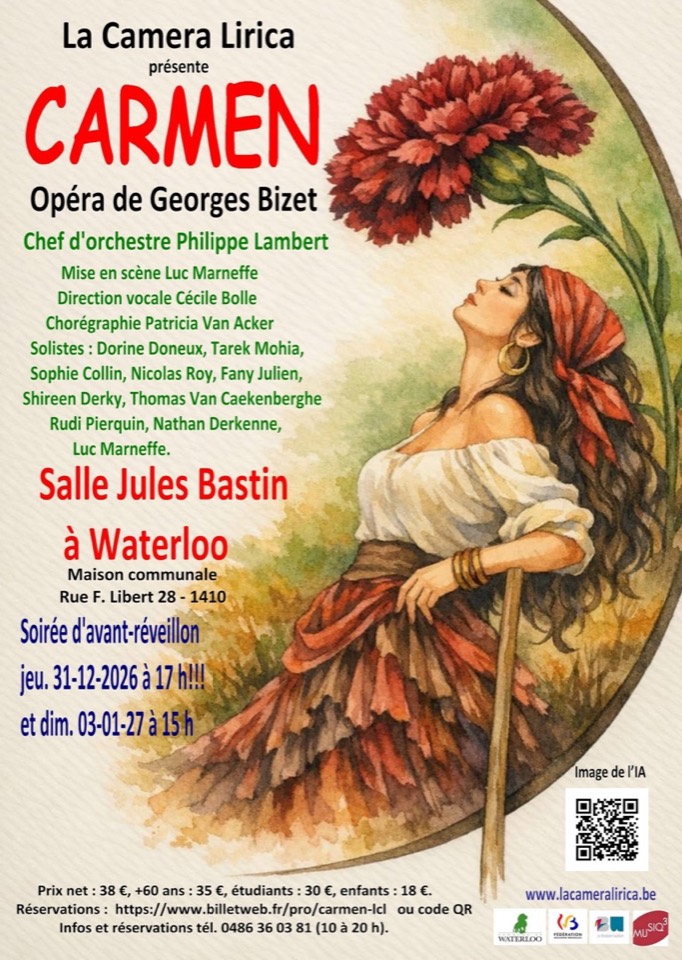 La Camera Lirica
présente
CARMEN
Opéra de Georges Bizet
Chef d'orchestre Philippe Lambert
Mise en scène Luc Marneffe
Direction vocale Cécile Bolle
Chorégraphie Patricia Van Acker
Solistes : Dorine Doneux, Tarek Mohia,
Sophie Collin, Nicolas Roy, Fany Julien,
Shireen Derky, Thomas Van Caekenberghe
Rudi Pierquin, Nathan Derkenne,
Luc Marneffe.
Salle Jules Bastin
à Waterloo
Maison communale
Rue F. Libert 28 - 1410
Soirée d'avant-réveillon
jeu. 31-12-2026 à 17 h!!!
et dim. 03-01-27 à 15 h
Image de l'IA
www.lacameralirica.be
Prix net : 38 €, +60 ans : 35 €, étudiants : 30 €, enfants : 18 €.
Réservations : https://www.billetweb.fr/pro/carmen-lcl ou code QR
Infos et réservations tél. 0486 36 03 81 (10 à 20 h).
WATERLOO
FÉDÉRATION
MUSIQ3